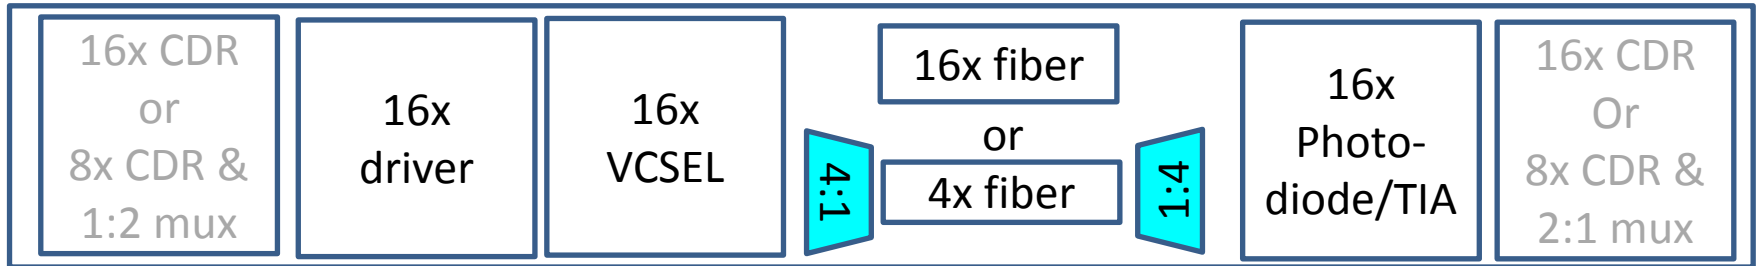 16x CDR
or
8x CDR &
1:2 mux
16x
driver
16x
VCSEL
4:1
16x fiber
or
4x fiber
1:4
16x
Photo-
diode/TIA
16x CDR
Or
8x CDR &
2:1 mux